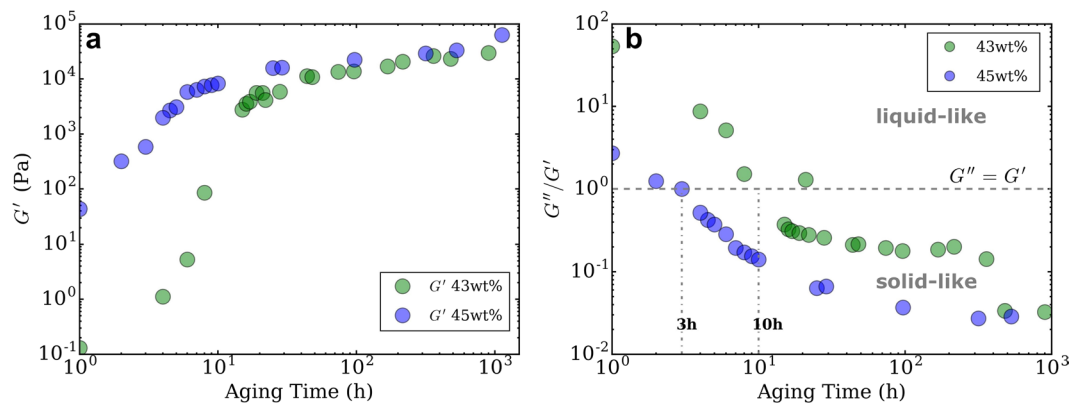 a
10^5
10^4
10^3
10^2
10^1
10^0
10^-1
G′ (Pa)
G′ 43wt%
G′ 45wt%
10^0 10^1 10^2 10^3
Aging Time (h)
b
10^2
10^1
10^0
10^-1
10^-2
G″/G′
43wt%
45wt%
liquid-like
G″ = G′
solid-like
3h
10h
10^0 10^1 10^2 10^3
Aging Time (h)